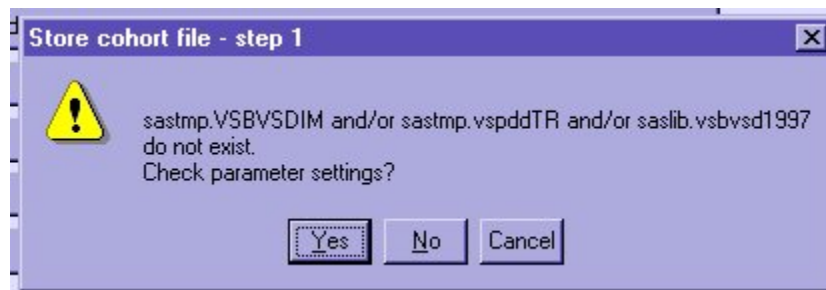 Store cohort file - step 1
sastmp.VSBVSDIM and/or sastmp.vspddTR and/or saslib.vsbvsd1997
do not exist.
Check parameter settings?
Yes No Cancel